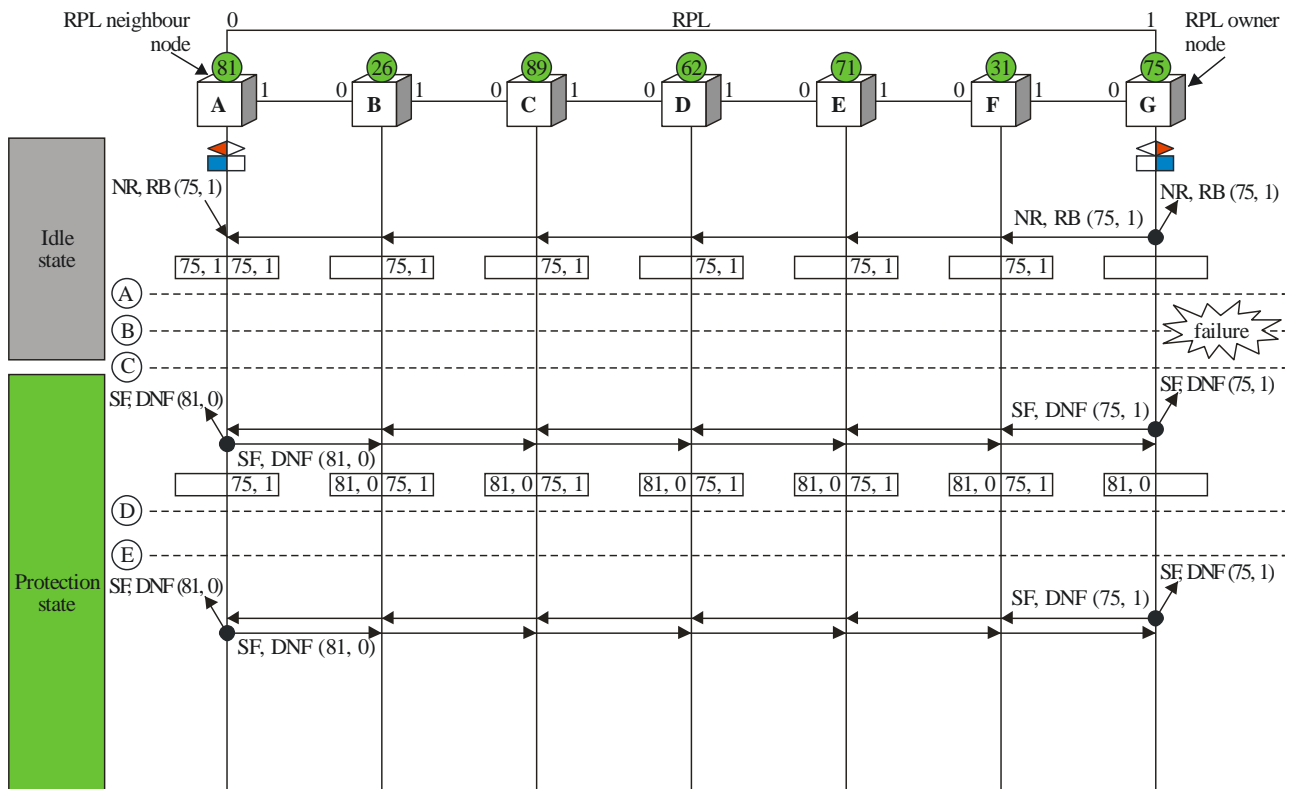 RPL neighbour
node
0
RPL
1
RPL owner
node
81
26
89
62
71
31
75
A
1
0
B
1
0
C
1
0
D
1
0
E
1
0
F
1
0
G
NR, RB (75, 1)
NR, RB (75, 1)
NR, RB (75, 1)
Idle
state
75, 1
75, 1
75, 1
75, 1
75, 1
75, 1
75, 1
A
B
failure
C
SF, DNF (81, 0)
SF, DNF (75, 1)
SF, DNF (75, 1)
SF, DNF (81, 0)
75, 1
81, 0
75, 1
81, 0
75, 1
81, 0
75, 1
81, 0
75, 1
81, 0
75, 1
81, 0
D
E
Protection
state
SF, DNF (81, 0)
SF, DNF (75, 1)
SF, DNF (75, 1)
SF, DNF (81, 0)